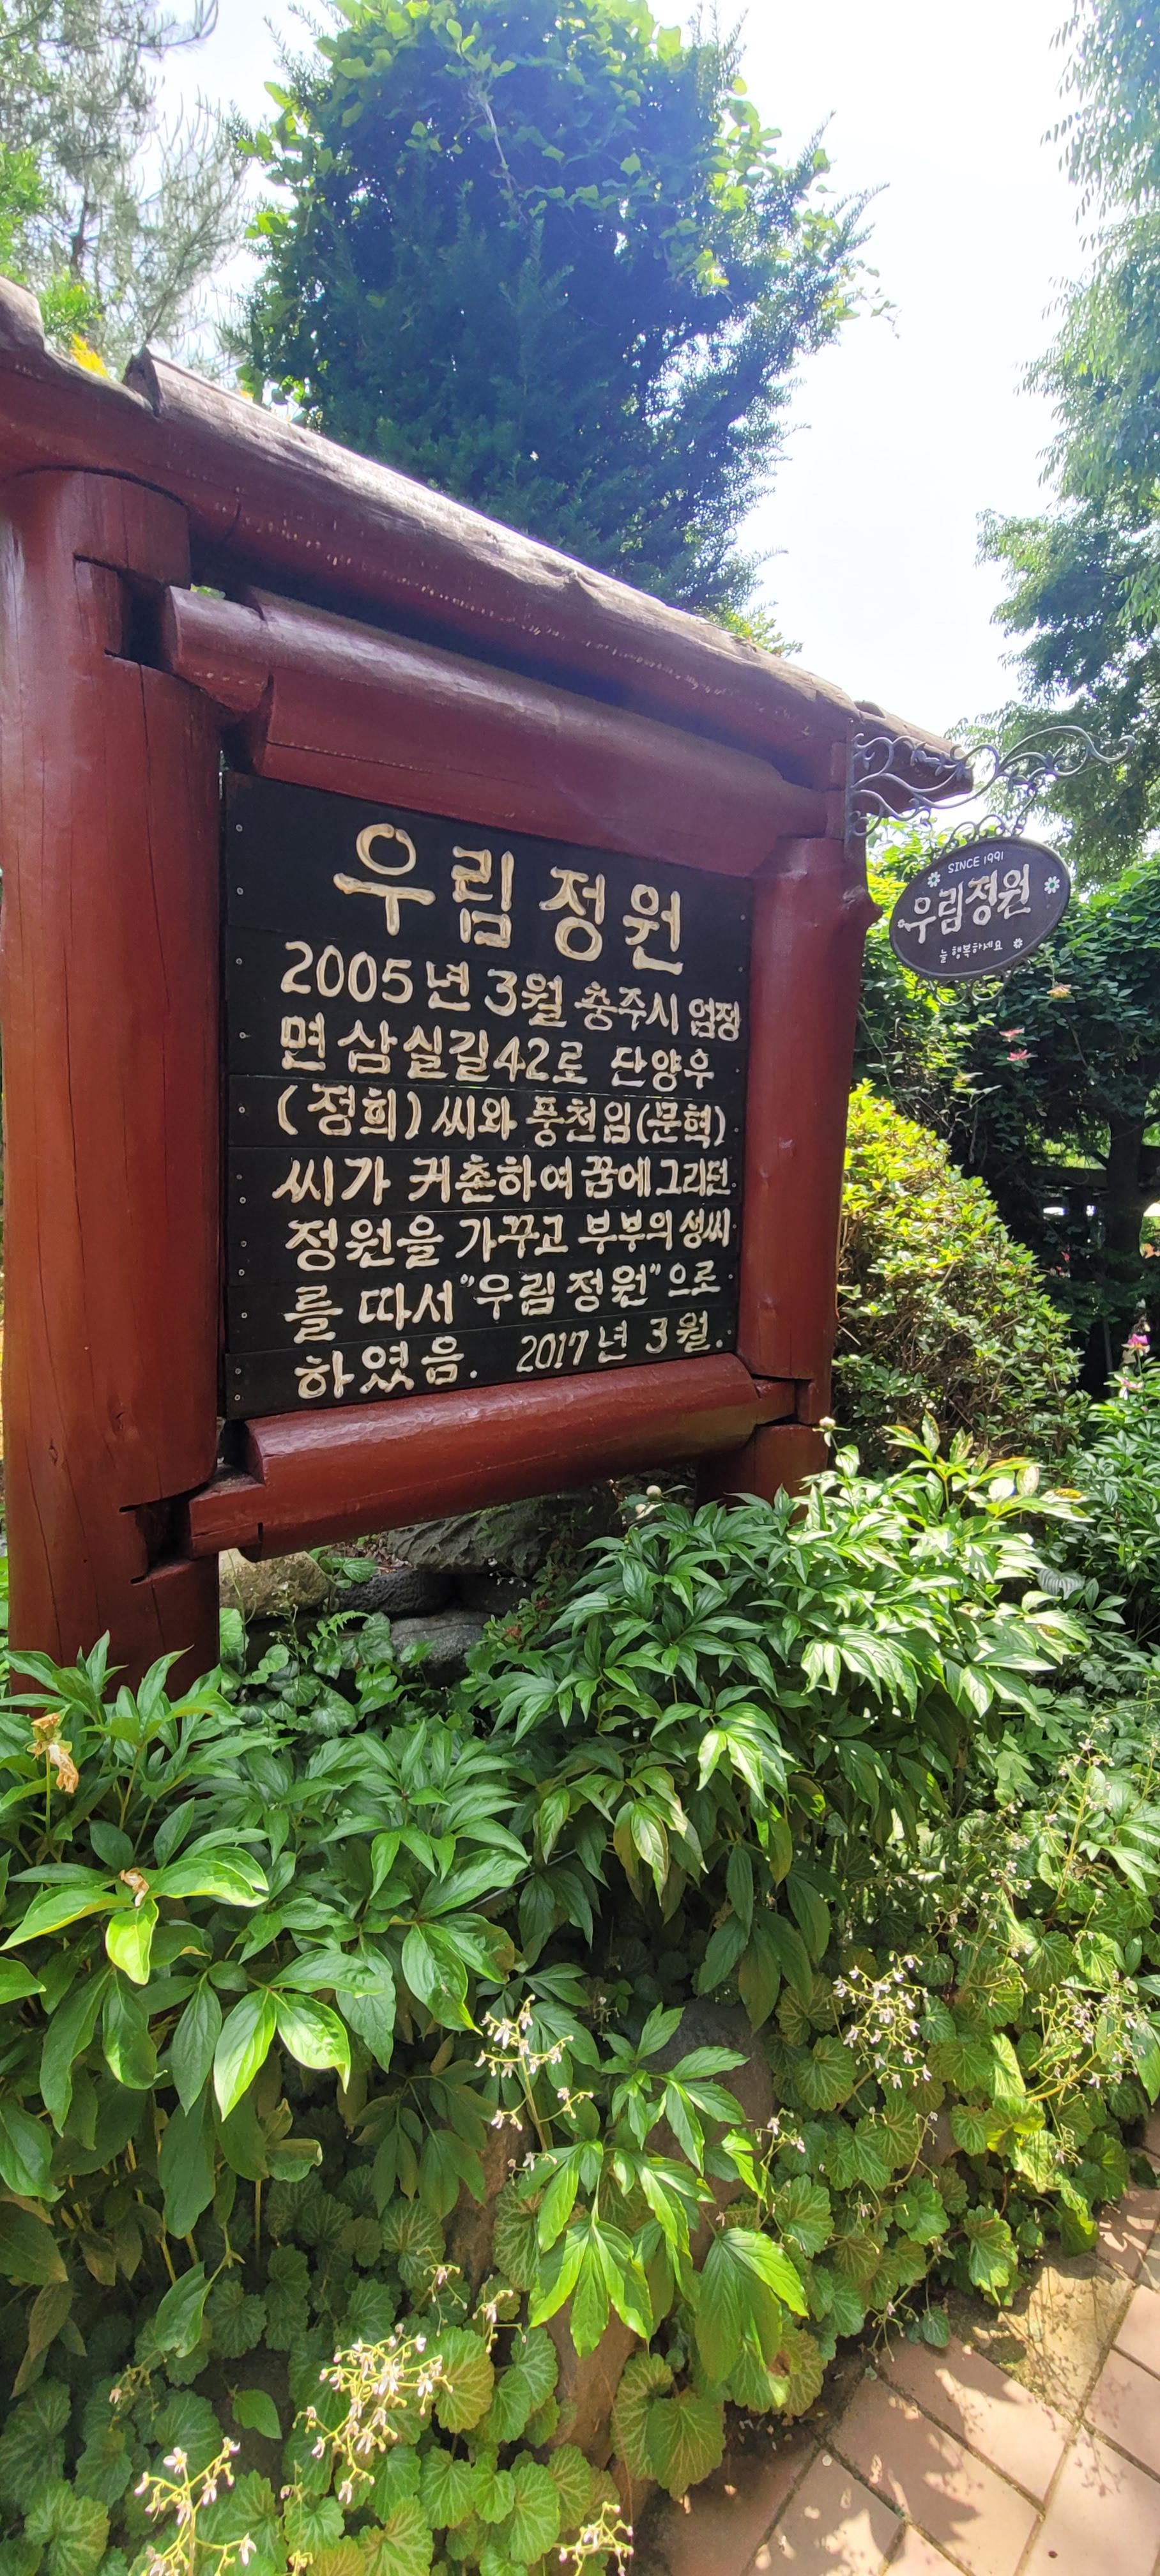 우림정원
2005년 3월 충주시 엄정
면 삼실길42로 단양우
(정희) 씨와 풍천임(문혁)
씨가 귀촌하여 꿈에 그리던
정원을 가꾸고 부부의 성씨
를 따서 "우림 정원"으로
하였음. 2017년 3월.
SINCE 1991
우림정원
늘 행복하세요